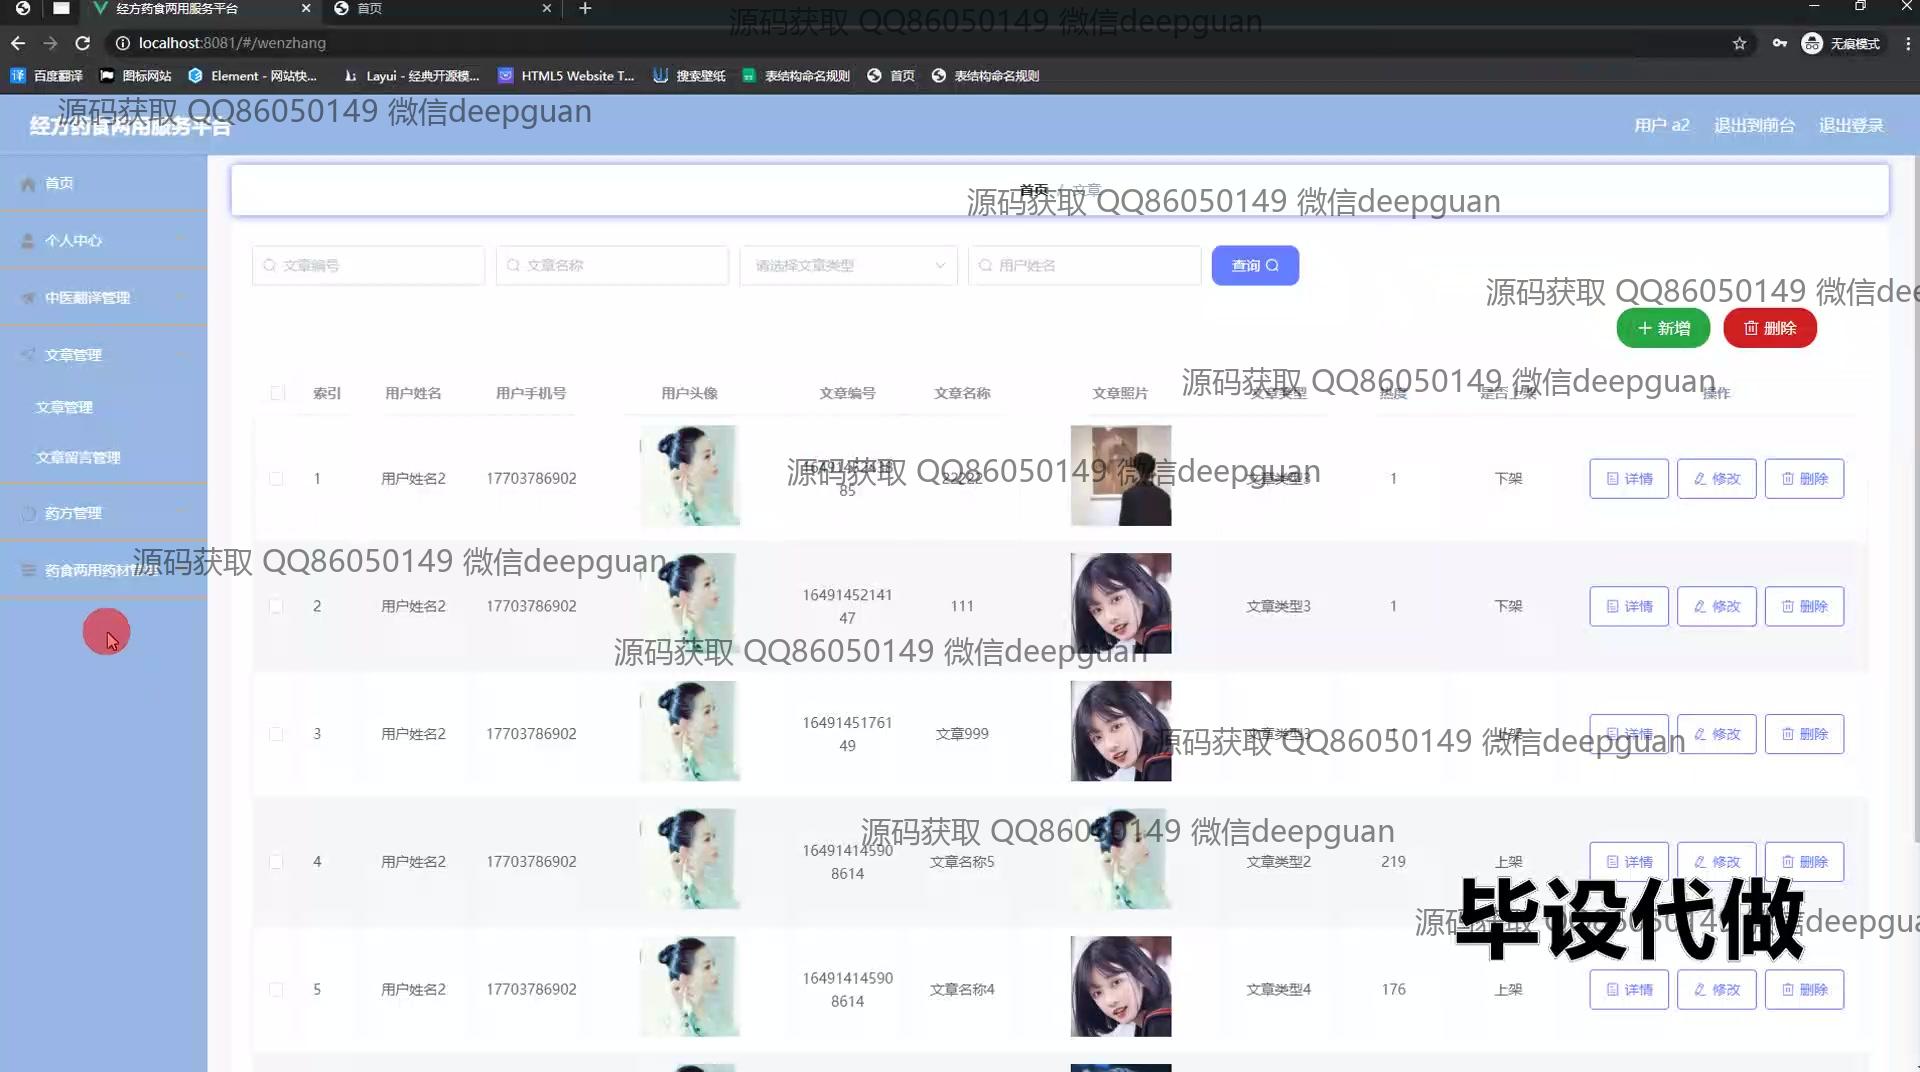 经方药食两用服务平台
首页
localhost:8081/#/wenzhang
无痕模式
百度翻译
图标网站
Element - 网站快...
Layui - 经典开源模...
HTML5 Website T...
搜索壁纸
表结构命名规则
首页
表结构命名规则
源码获取 QQ86050149 微信deepguan
源码获取 QQ86050149 微信deepguan
经方药食两用服务平台
用户 a2
退出到前台
退出登录
首页
个人中心
中医翻译管理
文章管理
文章管理
文章留言管理
药方管理
药食两用药材
首页 / 文章
源码获取 QQ86050149 微信deepguan
文章编号
文章名称
请选择文章类型
用户姓名
查询
源码获取 QQ86050149 微信dee
新增
删除
源码获取 QQ86050149 微信deepguan
索引 用户姓名 用户手机号 用户头像 文章编号 文章名称 文章照片 文章类型 热度 是否上架 操作
1 用户姓名2 17703786902 22222 文章类型3 1 下架 详情 修改 删除
85
源码获取 QQ86050149 微信deepguan
源码获取 QQ86050149 微信deepguan
2 用户姓名2 17703786902 16491452141
47 111 文章类型3 1 下架 详情 修改 删除
源码获取 QQ86050149 微信deepguan
3 用户姓名2 17703786902 16491451761
49 文章999 文章类型3 上架 详情 修改 删除
源码获取 QQ86050149 微信deepguan
源码获取 QQ86050149 微信deepguan
4 用户姓名2 17703786902 16491414590
8614 文章名称5 文章类型2 219 上架 详情 修改 删除
源码获取 QQ86050149 微信deepgua
毕设代做
5 用户姓名2 17703786902 16491414590
8614 文章名称4 文章类型4 176 上架 详情 修改 删除